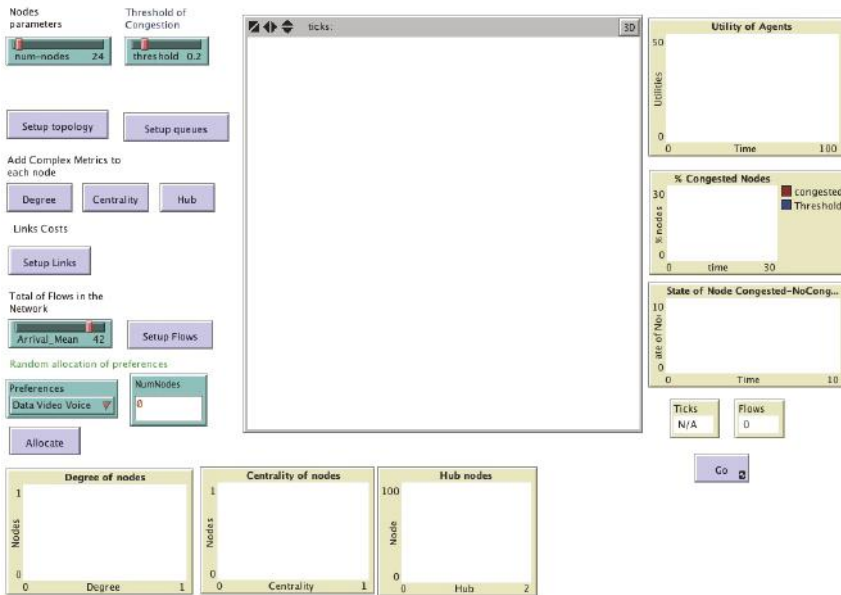 Nodes
parameters
Threshold of
Congestion
num-nodes 24
threshold 0.2
Setup topology
Setup queues
Add Complex Metrics to
each node
Degree
Centrality
Hub
Links Costs
Setup Links
Total of Flows in the
Network
Arrival_Mean 42
Setup Flows
Random allocation of preferences
Preferences
Data Video Voice
NumNodes
0
Allocate
ticks:
3D
Utility of Agents
50
Utilities
0
0 Time 100
% Congested Nodes
30
% nodes
0
0 time 30
congested
Threshold
State of Node Congested-NoCong...
10
ate of No
0
0 Time 10
Ticks
N/A
Flows
0
Go
Degree of nodes
1
Nodes
0
0 Degree 1
Centrality of nodes
1
Nodes
0
0 Centrality 1
Hub nodes
100
Node
0
0 Hub 2